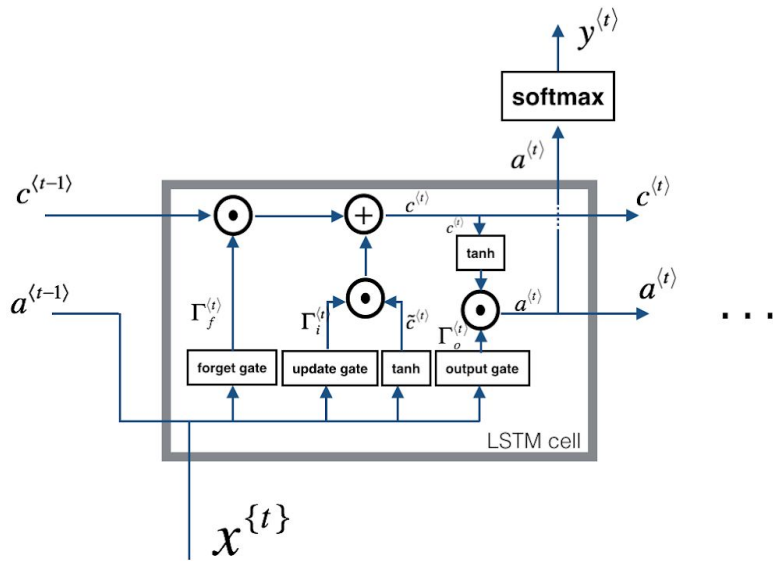 y⟨t⟩
softmax
a⟨t⟩
c⟨t−1⟩
c⟨t⟩
c⟨t⟩
c⟨t⟩
tanh
a⟨t−1⟩
Γf⟨t⟩
Γi⟨t⟩
c̃⟨t⟩
Γo⟨t⟩
a⟨t⟩
a⟨t⟩
. . .
forget gate
update gate
tanh
output gate
LSTM cell
x{t}